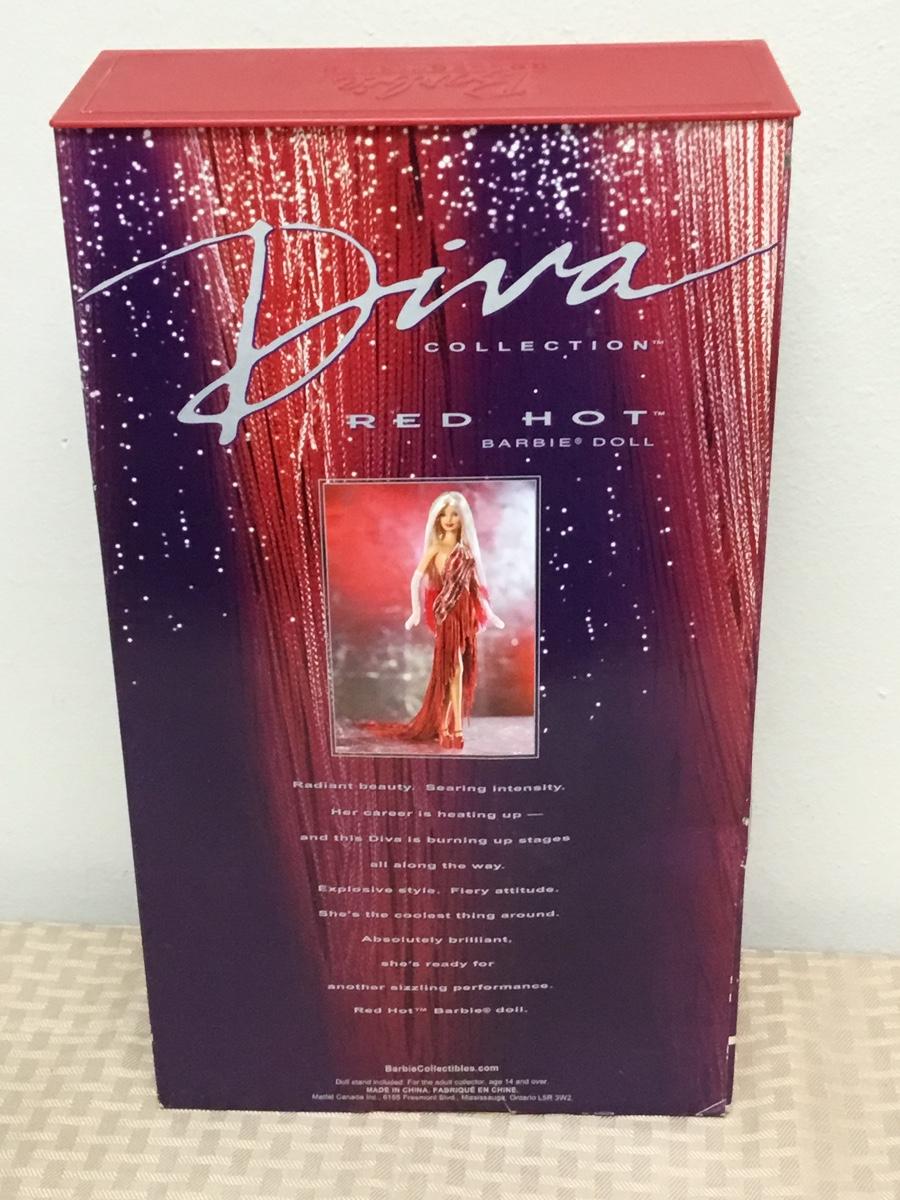 Barbie
Diva
COLLECTION™
RED HOT™
BARBIE® DOLL
Radiant beauty. Searing intensity.
Her career is heating up —
and this Diva is burning up stages
all along the way.
Explosive style. Fiery attitude.
She's the coolest thing around.
Absolutely brilliant,
she's ready for
another sizzling performance.
Red Hot™ Barbie® doll.
BarbieCollectibles.com
Doll stand included. For the adult collector, age 14 and over.
MADE IN CHINA. FABRIQUÉ EN CHINE.
Mattel Canada Inc., 6155 Freemont Blvd., Mississauga, Ontario L5R 3W2.